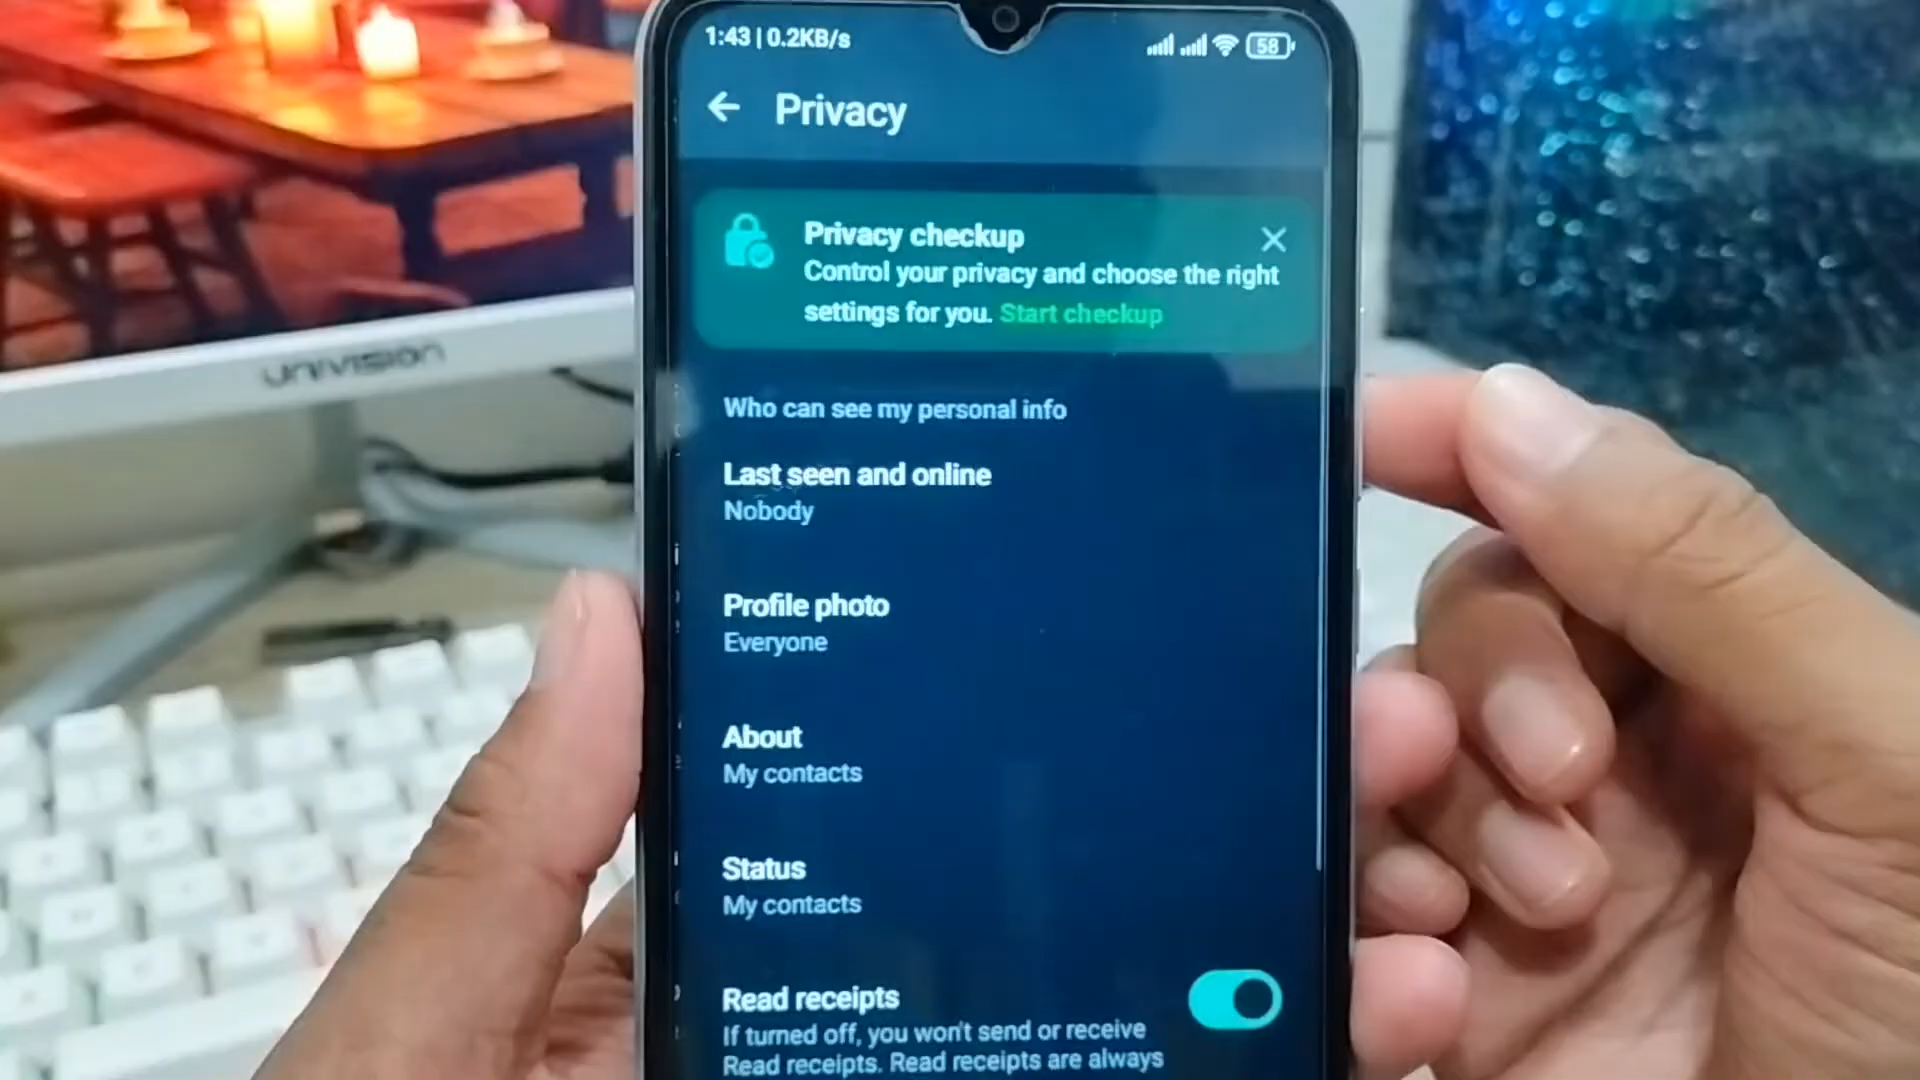 1:43 | 0.2KB/s
58
Privacy
Privacy checkup
Control your privacy and choose the right
settings for you. Start checkup
UNIVISION
Who can see my personal info
Last seen and online
Nobody
Profile photo
Everyone
About
My contacts
Status
My contacts
Read receipts
If turned off, you won't send or receive
Read receipts. Read receipts are always